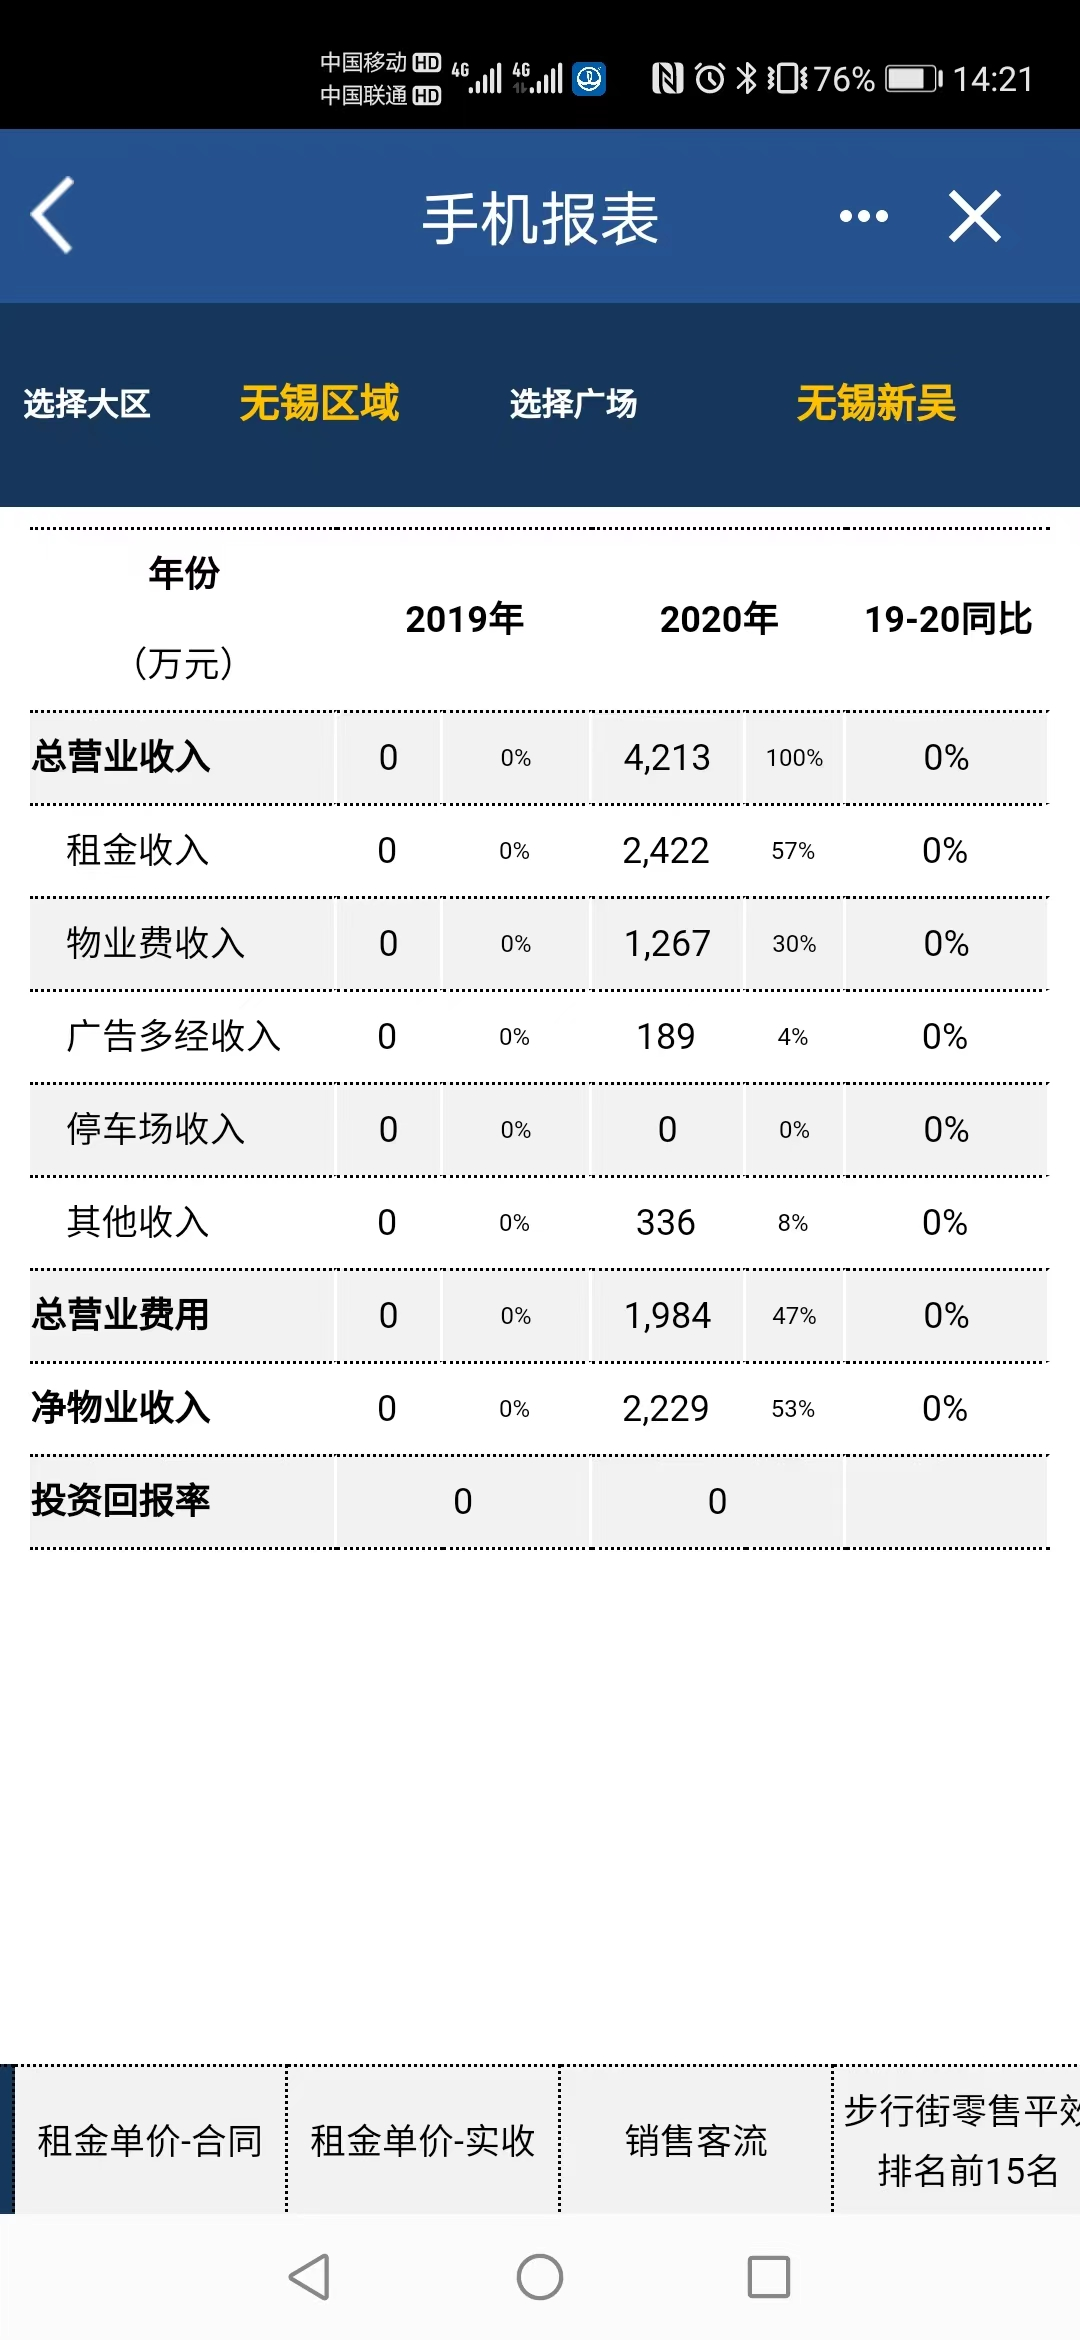 中国移动 HD 4G 4G 76% 14:21
中国联通 HD
手机报表
选择大区 无锡区域 选择广场 无锡新吴
年份
(万元) 2019年 2020年 19-20同比
总营业收入 0 0% 4,213 100% 0%
租金收入 0 0% 2,422 57% 0%
物业费收入 0 0% 1,267 30% 0%
广告多经收入 0 0% 189 4% 0%
停车场收入 0 0% 0 0% 0%
其他收入 0 0% 336 8% 0%
总营业费用 0 0% 1,984 47% 0%
净物业收入 0 0% 2,229 53% 0%
投资回报率 0 0
租金单价-合同 租金单价-实收 销售客流 步行街零售平效
排名前15名